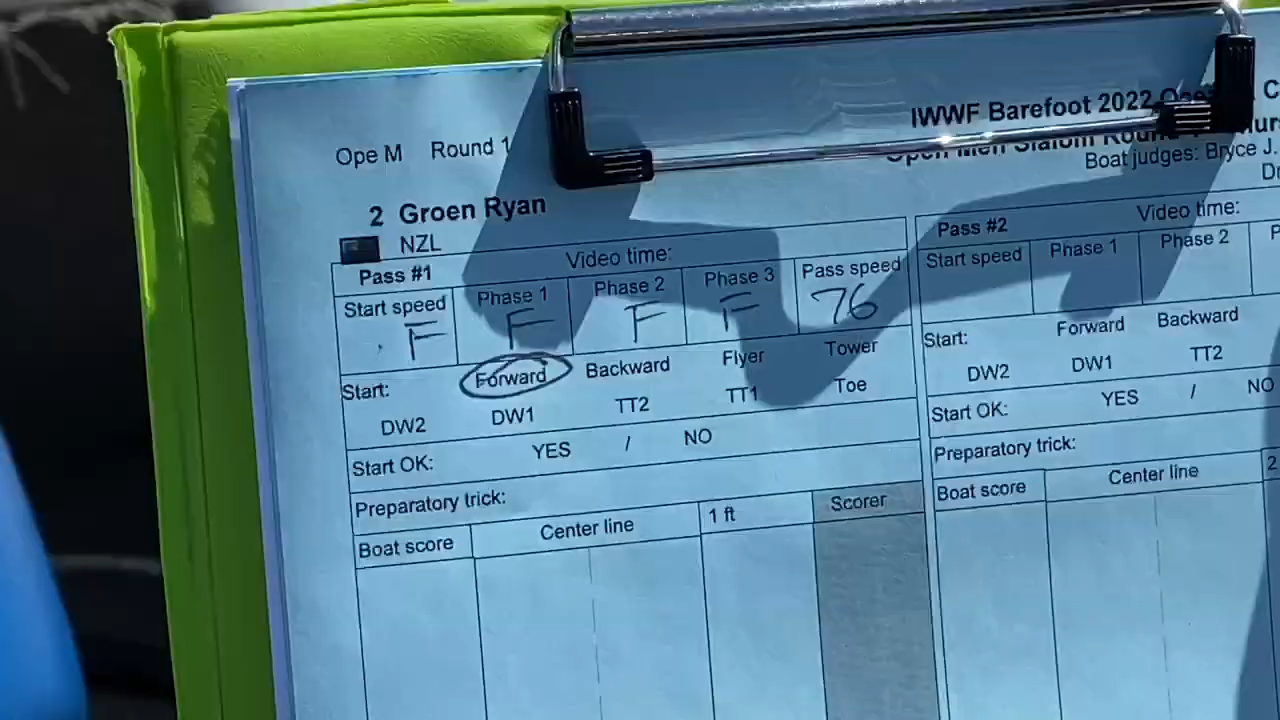 IWWF Barefoot 2022
Ope M Round 1
Open Men Slalom Round
Boat judges: Bryce J.
2 Groen Ryan
NZL
Pass #1 Video time:
Start speed Phase 1 Phase 2 Phase 3 Pass speed
F F F F 76
Start: Forward Backward Flyer Tower
DW2 DW1 TT2 TT1 Toe
Start OK: YES / NO
Preparatory trick:
Boat score Center line 1 ft Scorer
Pass #2 Video time:
Start speed Phase 1 Phase 2
Start: Forward Backward
DW2 DW1 TT2
Start OK: YES / NO
Preparatory trick:
Boat score Center line 2